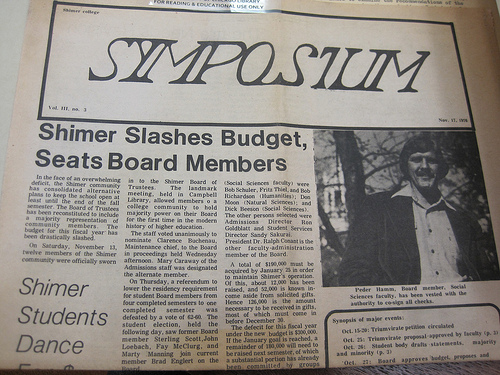 FOR READING & EDUCATIONAL USE ONLY
Shimer college
SYMPOSIUM
Vol. III. no. 3
Nov. 17, 1976
Shimer Slashes Budget,
Seats Board Members
In the face of an overwhelming
deficit, the Shimer community
has consolidated alternative
plans to keep the school open at
least until the end of the fall
semester. The Board of Trustees
has been reconstituted to include
a majority representation of
community members. The
budget for this fiscal year has
been drastically slashed.
On Saturday, November 13,
twelve members of the Shimer
community were officially sworn
Shimer
Students
Dance
in to the Shimer Board of
Trustees. The landmark
meeting, held in Campbell
Library, allowed members o a
college community to hold
majority power on their Board
for the first time in the modern
history of higher education.
The staff voted unanimously to
nominate Clarence Buchenau,
Maintenance chief, to the Board
in proceedings held Wednesday
afternoon. Mary Caraway of the
Admissions staff was designated
the alternate member.
On Thursday, a referendum to
lower the residency requirement
for student Board members from
four completed semesters to one
completed semester was
defeated by a vote of 6-40. The
student election, held the
following day, saw former Board
member Sterling Scott, John
Loebach, Fay McClurg, and
Marty Manning join current
member Brad Englert on the
(Social Sciences faculty) were
Bob Schuler, Fritz Thiel, and Bob
Richardson (Humanities); Don
Moon (Natural Sciences); and
Dick Beeson (Social Sciences).
The other persons selected were
Admissions Director Ron
Goldblatt and Student Services
Director Sandy Sakurai.
President Dr. Ralph Conant is the
other faculty-administration
member of the Board.
A total of $190,000 must be
acquired by January 15 in order
to maintain Shimer's operation.
Of this, about 12,000 has been
raised, and 52,000 is known in-
come aside from solicited gifts.
Hence 126,000 is the amount
necessary to be received in gifts,
most of which must come in
before December 30.
The deficit for this fiscal year
under the new budget is $300,000.
If the January goal is reached, a
remainder of 180,000 will need to
be raised next semester, of which
a substantial portion has already
been committed by groups
Peder Hamm, Board member, Social
Sciences faculty, has been vested with the
authority to co-sign all checks.
Synopsis of major events:
Oct. 15-20: Triumvirate petition circulated
Oct. 25: Triumvirate proposal approved by faculty (p. 3)
Oct. 26: Student body drafts statements, majority
and minority (p. 1)
Oct. 27: Board approves budget, proposes and